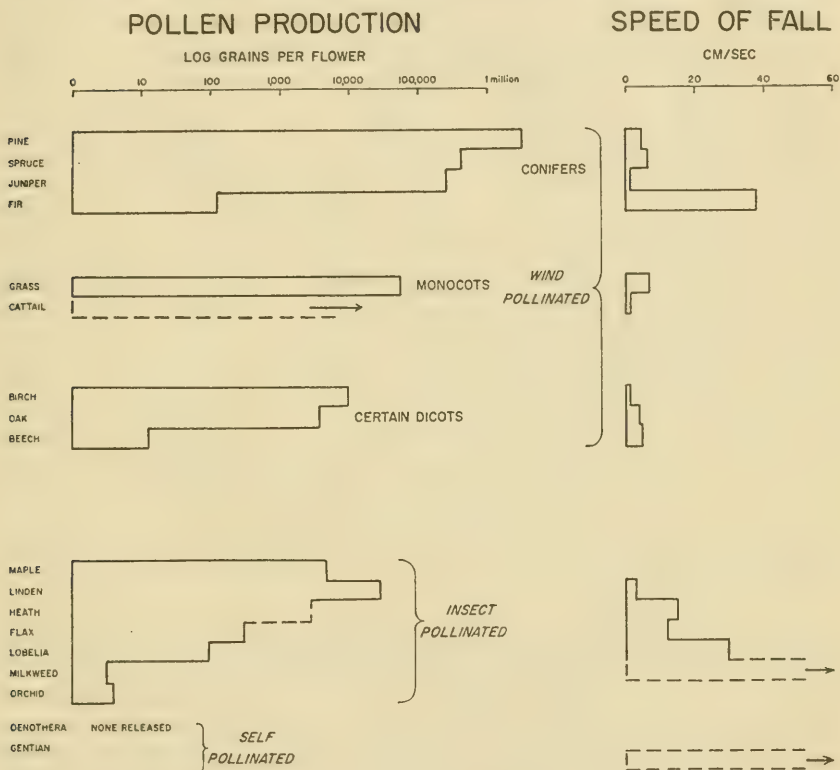 POLLEN PRODUCTION
LOG GRAINS PER FLOWER
0 10 100 1,000 10,000 100,000 1 million
SPEED OF FALL
CM/SEC
0 20 40 60
PINE
SPRUCE
JUNIPER
FIR
CONIFERS
GRASS
CATTAIL
MONOCOTS
WIND
POLLINATED
BIRCH
OAK
BEECH
CERTAIN DICOTS
MAPLE
LINDEN
HEATH
FLAX
LOBELIA
MILKWEED
ORCHID
INSECT
POLLINATED
OENOTHERA NONE RELEASED
GENTIAN
SELF
POLLINATED